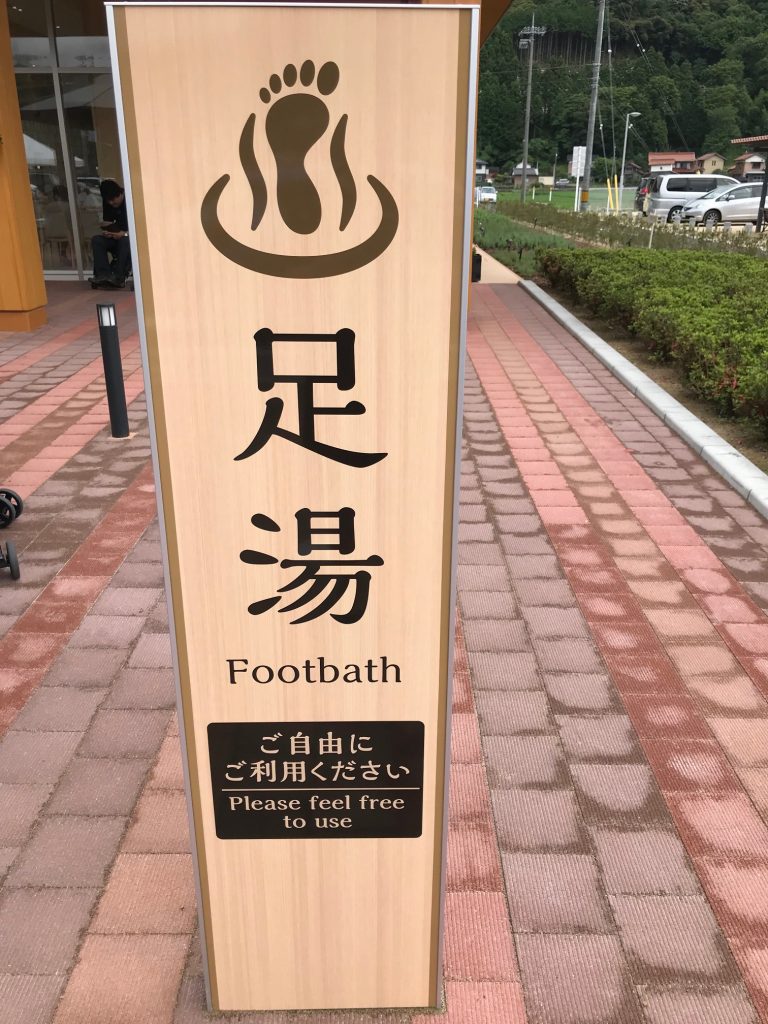 足湯
Footbath
ご自由に
ご利用ください
Please feel free
to use